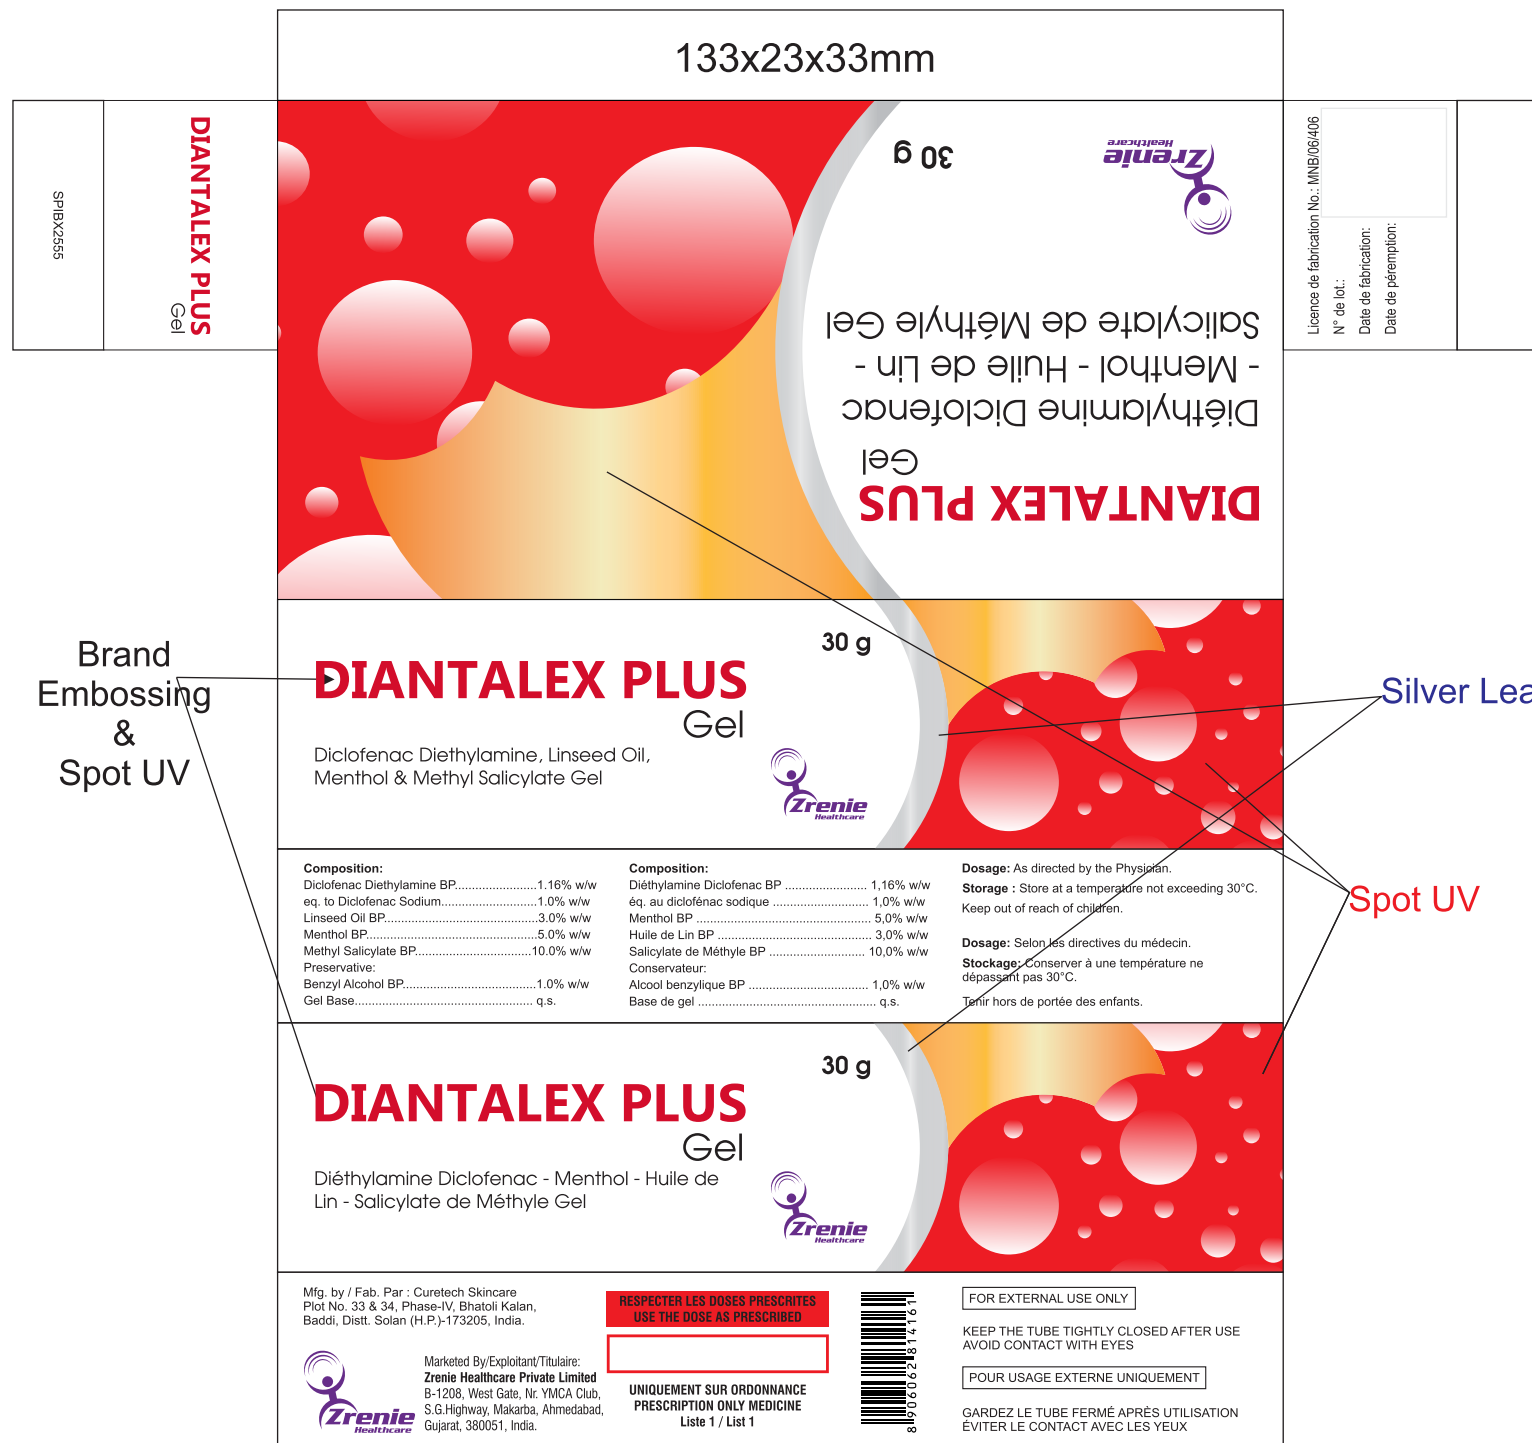 133x23x33mm
SPIBX2555
DIANTALEX PLUS
Gel
30 g
Zrenie
Healthcare
DIANTALEX PLUS
Gel
Diéthylamine Diclofenac
- Menthol - Huile de Lin -
Salicylate de Méthyle Gel
Licence de fabrication No.: MNB/06/406
N° de lot.:
Date de fabrication:
Date de péremption:
Brand
Embossing
&
Spot UV
30 g
DIANTALEX PLUS
Gel
Diclofenac Diethylamine, Linseed Oil,
Menthol & Methyl Salicylate Gel
Zrenie
Healthcare
Silver Lea
Spot UV
Composition:
Diclofenac Diethylamine BP........................1.16% w/w
eq. to Diclofenac Sodium............................1.0% w/w
Linseed Oil BP.............................................3.0% w/w
Menthol BP..................................................5.0% w/w
Methyl Salicylate BP..................................10.0% w/w
Preservative:
Benzyl Alcohol BP.......................................1.0% w/w
Gel Base.................................................... q.s.
Composition:
Diéthylamine Diclofenac BP ........................ 1,16% w/w
éq. au diclofénac sodique ............................ 1,0% w/w
Menthol BP ................................................... 5,0% w/w
Huile de Lin BP ............................................. 3,0% w/w
Salicylate de Méthyle BP ............................ 10,0% w/w
Conservateur:
Alcool benzylique BP ................................... 1,0% w/w
Base de gel .................................................... q.s.
Dosage: As directed by the Physician.
Storage : Store at a temperature not exceeding 30°C.
Keep out of reach of children.
Dosage: Selon les directives du médecin.
Stockage: Conserver à une température ne
dépassant pas 30°C.
Tenir hors de portée des enfants.
30 g
DIANTALEX PLUS
Gel
Diéthylamine Diclofenac - Menthol - Huile de
Lin - Salicylate de Méthyle Gel
Zrenie
Healthcare
Mfg. by / Fab. Par : Curetech Skincare
Plot No. 33 & 34, Phase-IV, Bhatoli Kalan,
Baddi, Distt. Solan (H.P.)-173205, India.
Zrenie
Healthcare
Marketed By/Exploitant/Titulaire:
Zrenie Healthcare Private Limited
B-1208, West Gate, Nr. YMCA Club,
S.G.Highway, Makarba, Ahmedabad,
Gujarat, 380051, India.
RESPECTER LES DOSES PRESCRITES
USE THE DOSE AS PRESCRIBED
UNIQUEMENT SUR ORDONNANCE
PRESCRIPTION ONLY MEDICINE
Liste 1 / List 1
8906062814161
FOR EXTERNAL USE ONLY
KEEP THE TUBE TIGHTLY CLOSED AFTER USE
AVOID CONTACT WITH EYES
POUR USAGE EXTERNE UNIQUEMENT
GARDEZ LE TUBE FERMÉ APRÈS UTILISATION
ÉVITER LE CONTACT AVEC LES YEUX